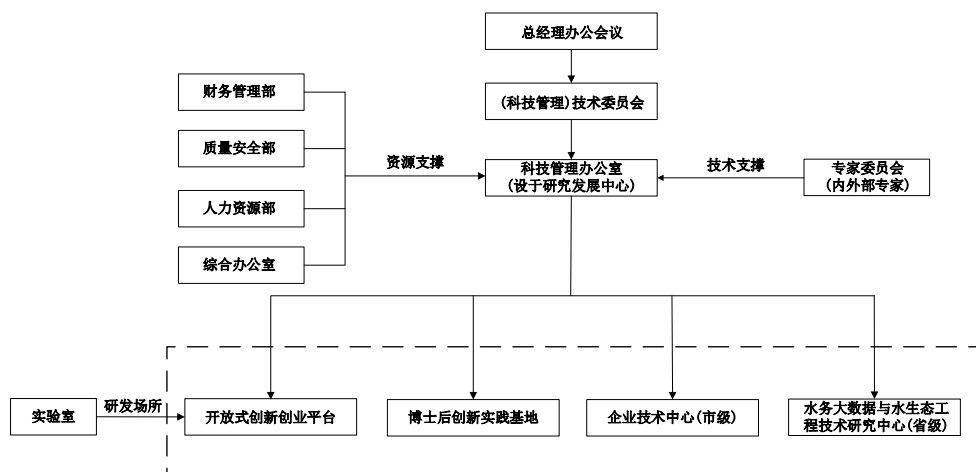 总经理办公会议
财务管理部
(科技管理)技术委员会
质量安全部
资源支撑
科技管理办公室
(设于研究发展中心)
技术支撑
专家委员会
(内外部专家)
人力资源部
综合办公室
实验室
研发场所
开放式创新创业平台
博士后创新实践基地
企业技术中心(市级)
水务大数据与水生态工
程技术研究中心(省级)